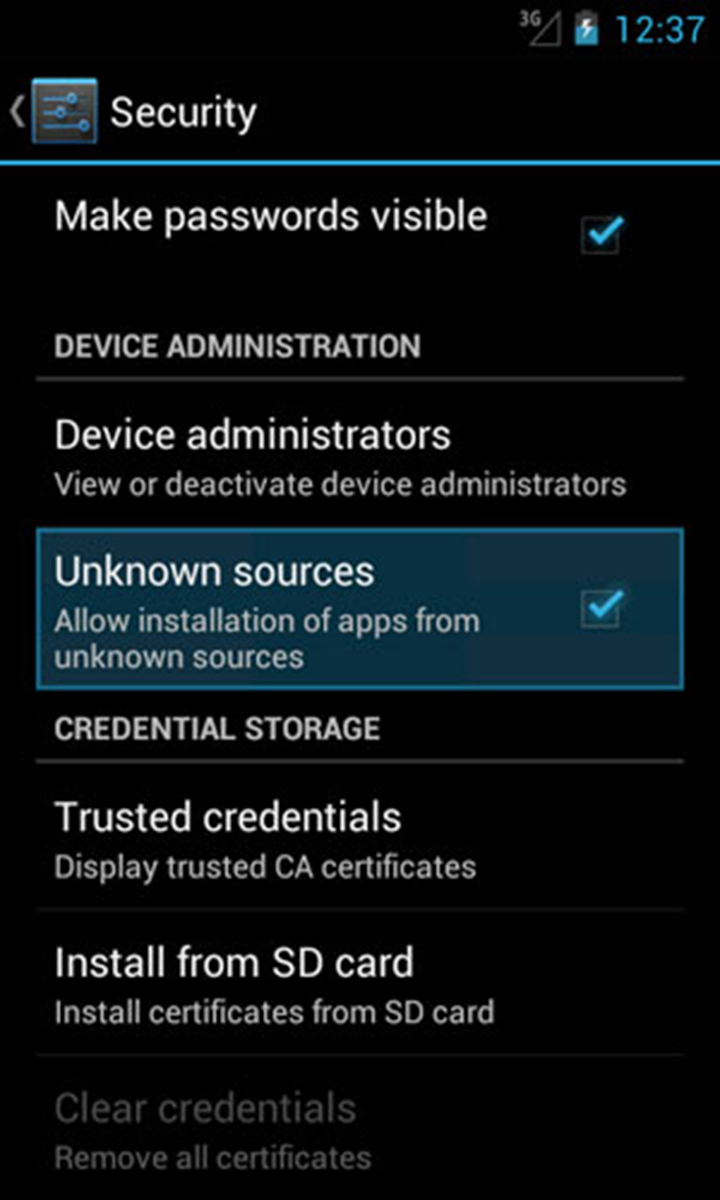 3G 12:37
Security
Make passwords visible
DEVICE ADMINISTRATION
Device administrators
View or deactivate device administrators
Unknown sources
Allow installation of apps from
unknown sources
CREDENTIAL STORAGE
Trusted credentials
Display trusted CA certificates
Install from SD card
Install certificates from SD card
Clear credentials
Remove all certificates